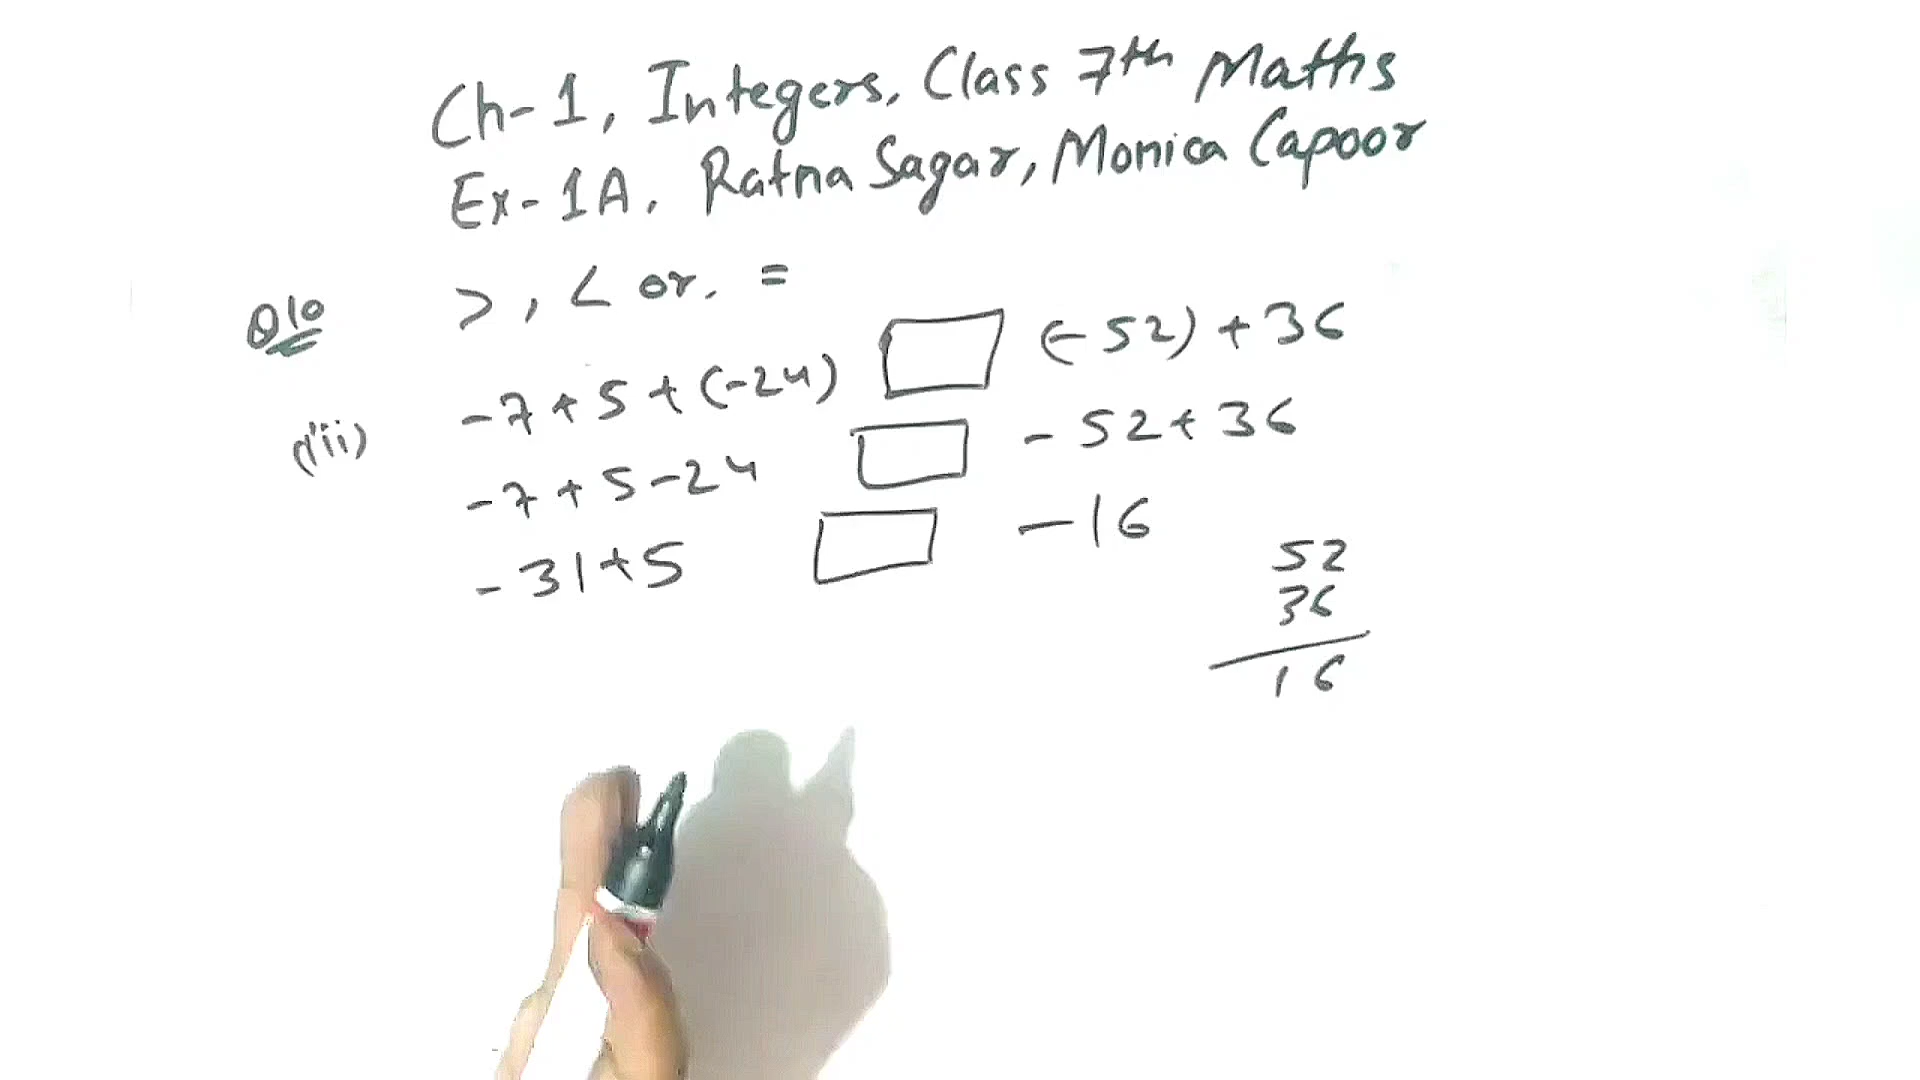 Ch-1, Integers, Class 7th Maths
Ex-1A, Ratna Sagar, Monica Capoor
Q10 >, < or, =
(iii) -7+5+(-24) (-52)+36
-7+5-24 -52+36
-31+5 -16
52
36
16